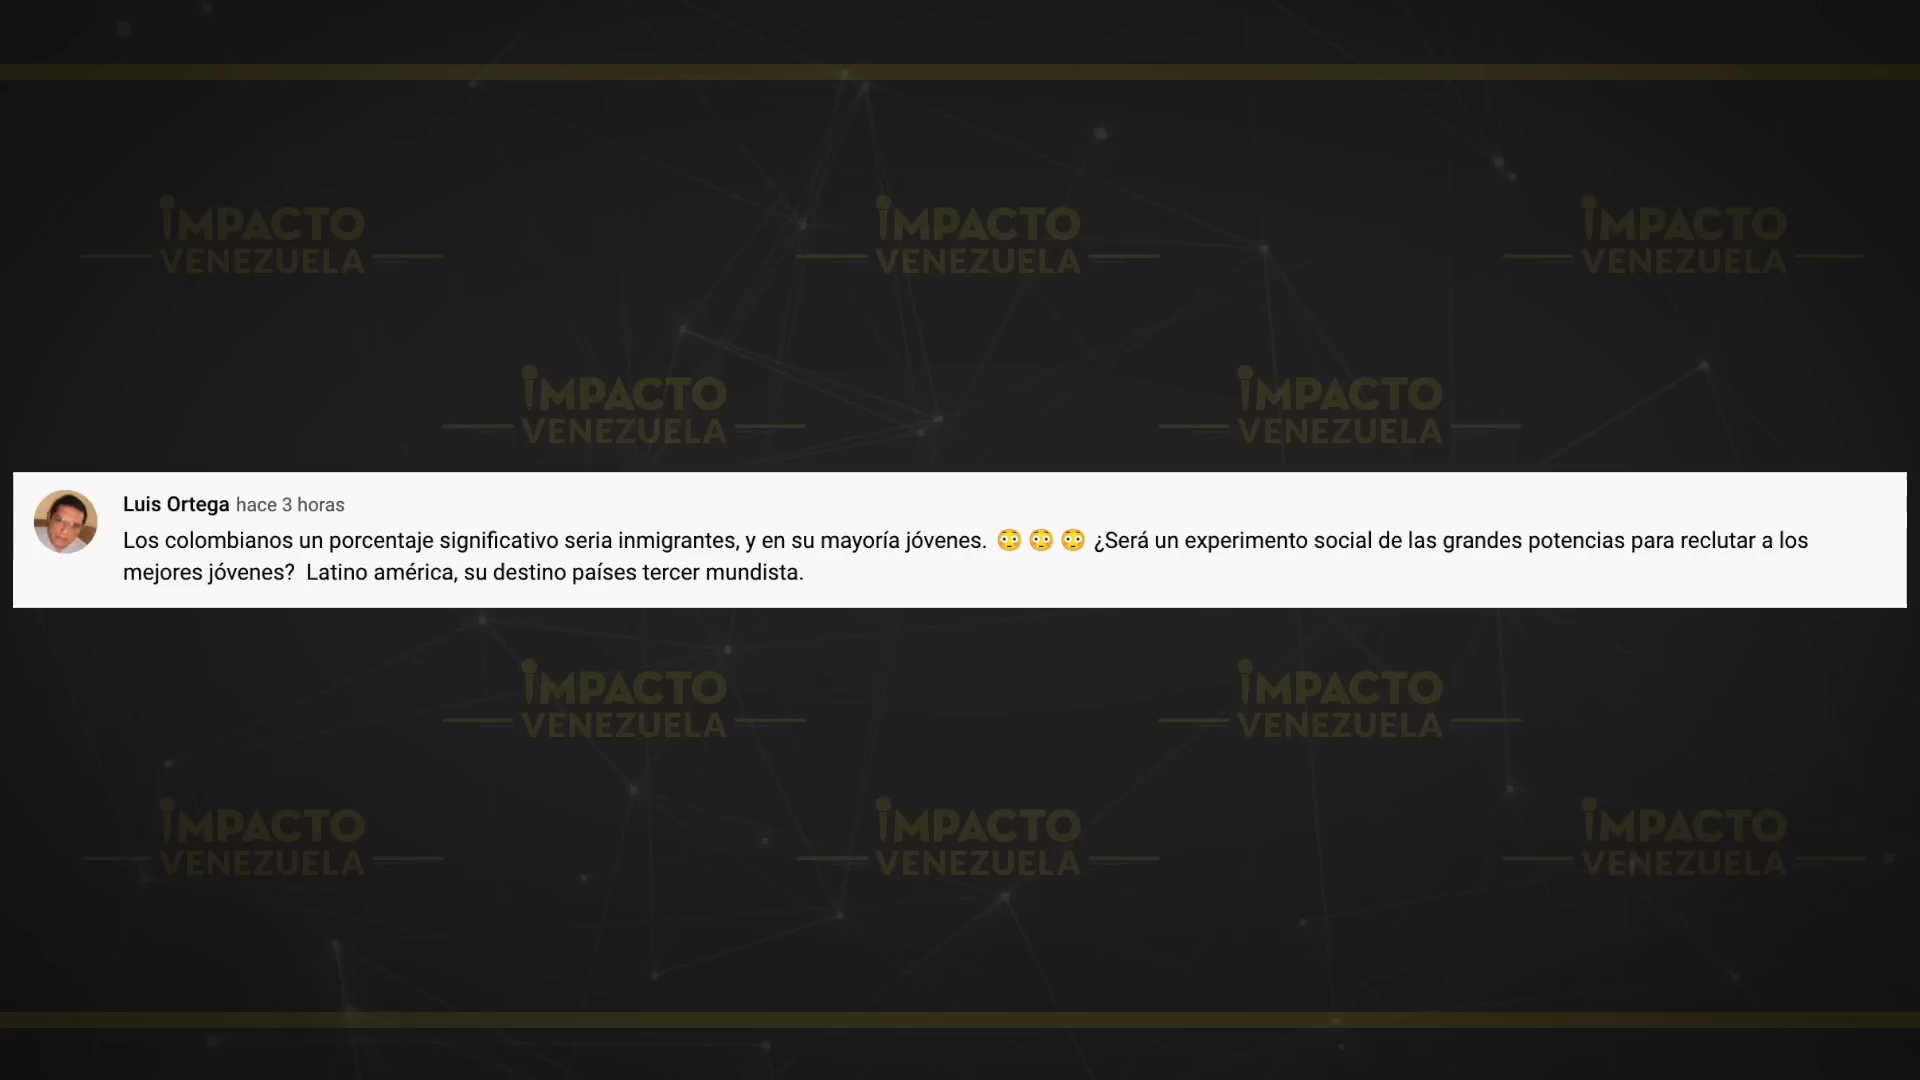 IMPACTO IMPACTO IMPACTO
VENEZUELA VENEZUELA VENEZUELA
IMPACTO IMPACTO
VENEZUELA VENEZUELA
Luis Ortega hace 3 horas
Los colombianos un porcentaje significativo seria inmigrantes, y en su mayoría jóvenes. 😳 😳 😳 ¿Será un experimento social de las grandes potencias para reclutar a los
mejores jóvenes?  Latino américa, su destino países tercer mundista.
IMPACTO IMPACTO
VENEZUELA VENEZUELA
IMPACTO IMPACTO IMPACTO
VENEZUELA VENEZUELA VENEZUELA